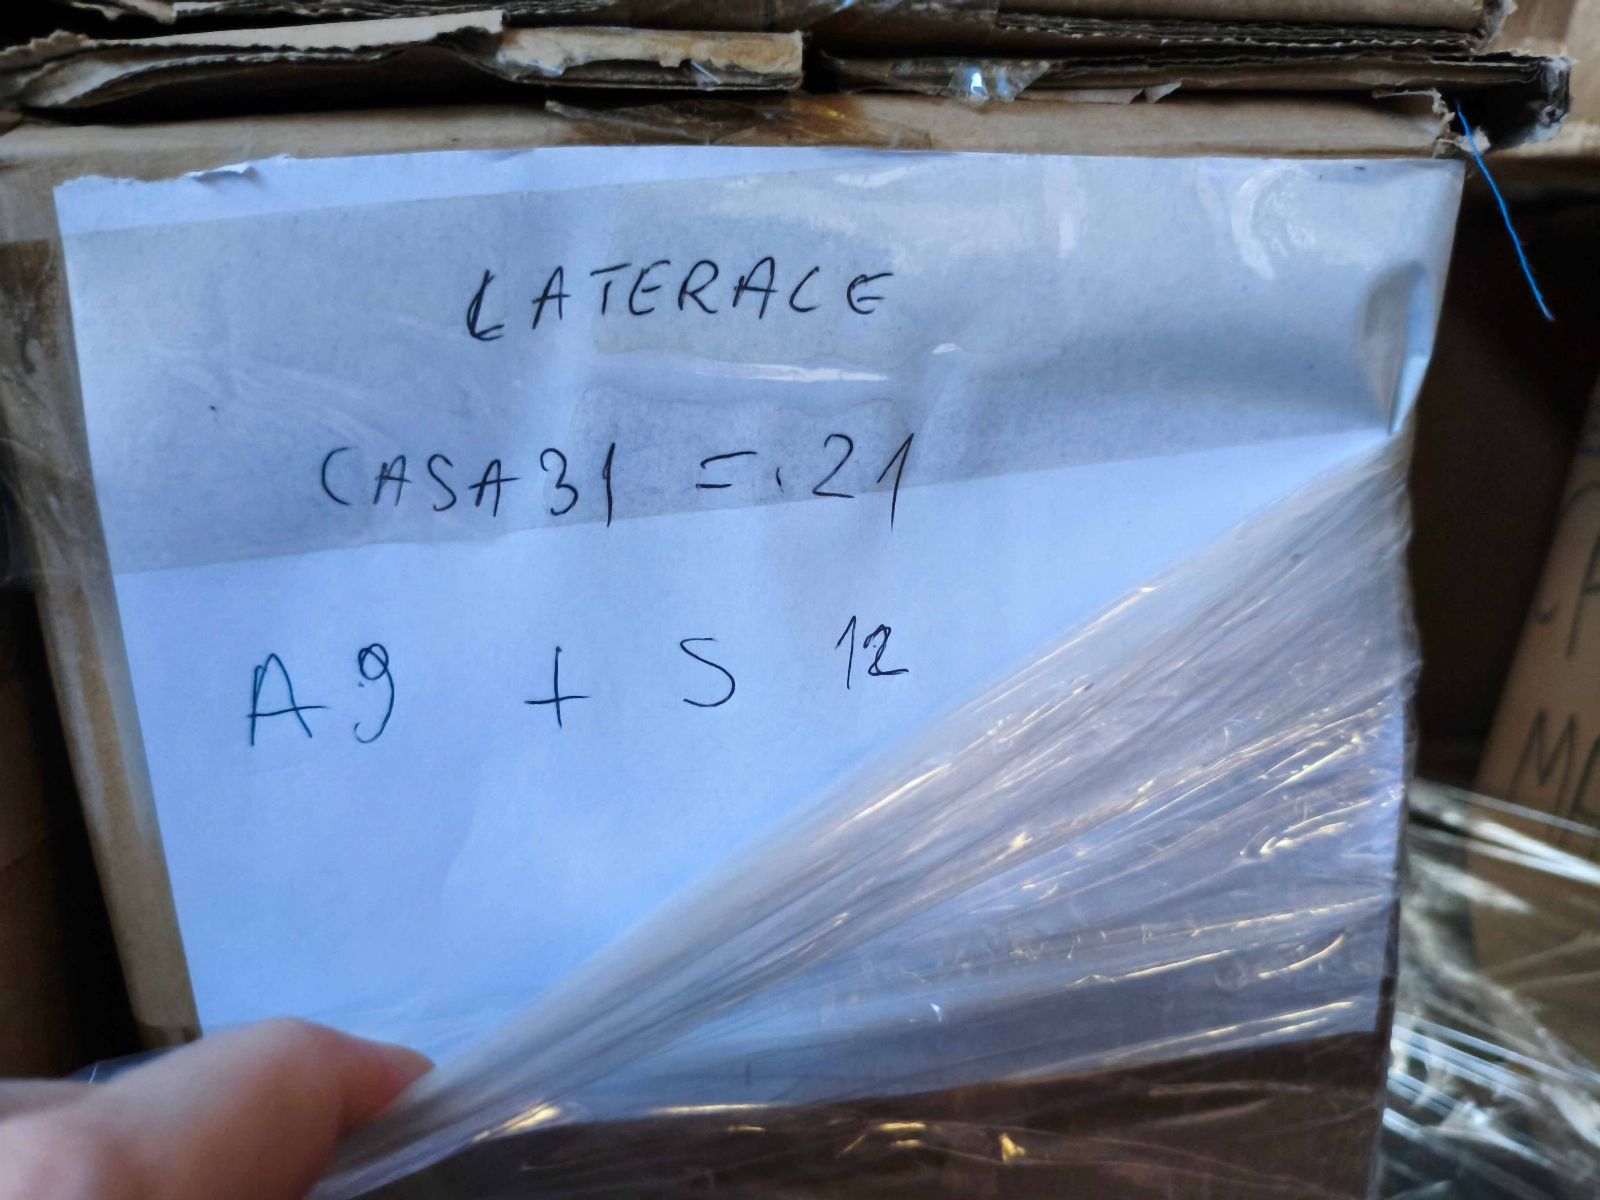 LATERALE
CASA31 = 21
A9 + S 12